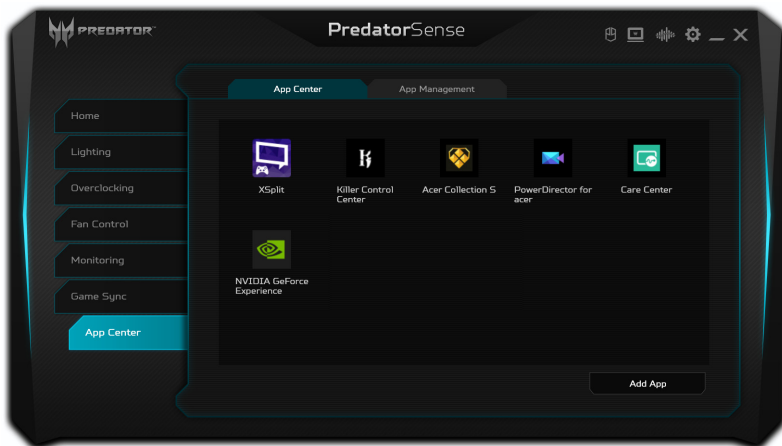 PREDATOR
PredatorSense
App Center
App Management
Home
Lighting
Overclocking
Fan Control
Monitoring
Game Sync
App Center
XSplit
Killer Control
Center
Acer Collection S
PowerDirector for
acer
Care Center
NVIDIA GeForce
Experience
Add App